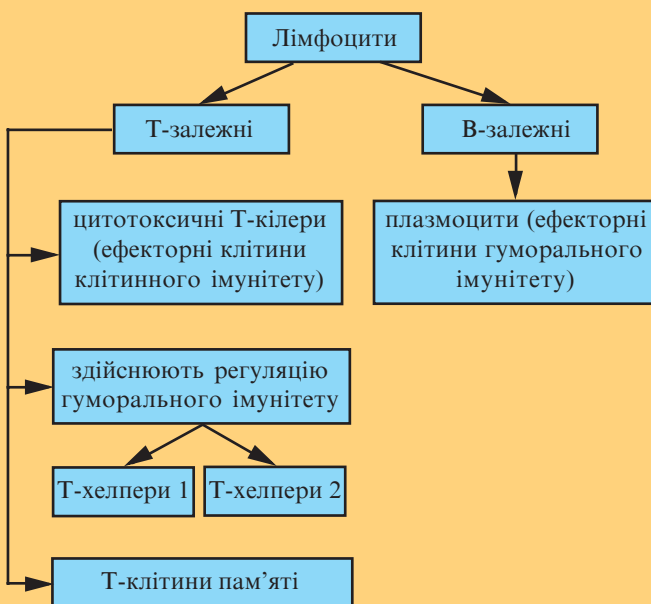 Лімфоцити
Т-залежні
В-залежні
цитотоксичні Т-кілери
(ефекторні клітини
клітинного імунітету)
плазмоцити (ефекторні
клітини гуморального
імунітету)
здійснюють регуляцію
гуморального імунітету
Т-хелпери 1
Т-хелпери 2
Т-клітини пам’яті